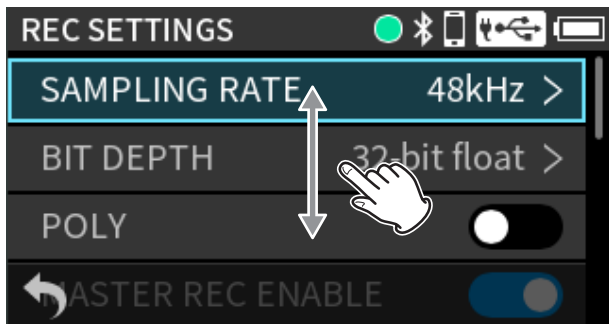 REC SETTINGS
SAMPLING RATE 48kHz >
BIT DEPTH 32-bit float >
POLY
MASTER REC ENABLE